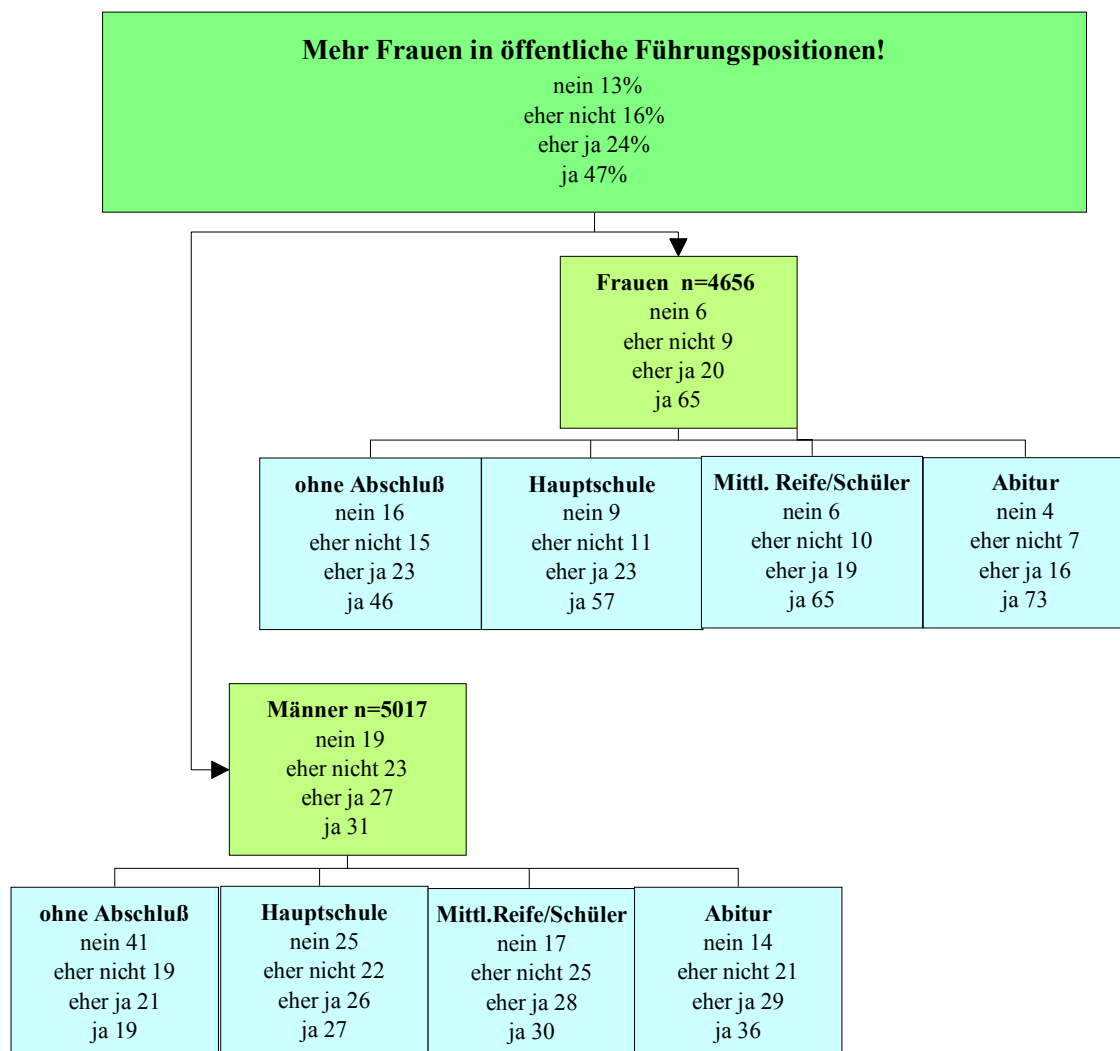 Mehr Frauen in öffentliche Führungspositionen!
nein 13%
eher nicht 16%
eher ja 24%
ja 47%
Frauen n=4656
nein 6
eher nicht 9
eher ja 20
ja 65
ohne Abschluß
nein 16
eher nicht 15
eher ja 23
ja 46
Hauptschule
nein 9
eher nicht 11
eher ja 23
ja 57
Mittl. Reife/Schüler
nein 6
eher nicht 10
eher ja 19
ja 65
Abitur
nein 4
eher nicht 7
eher ja 16
ja 73
Männer n=5017
nein 19
eher nicht 23
eher ja 27
ja 31
ohne Abschluß
nein 41
eher nicht 19
eher ja 21
ja 19
Hauptschule
nein 25
eher nicht 22
eher ja 26
ja 27
Mittl.Reife/Schüler
nein 17
eher nicht 25
eher ja 28
ja 30
Abitur
nein 14
eher nicht 21
eher ja 29
ja 36